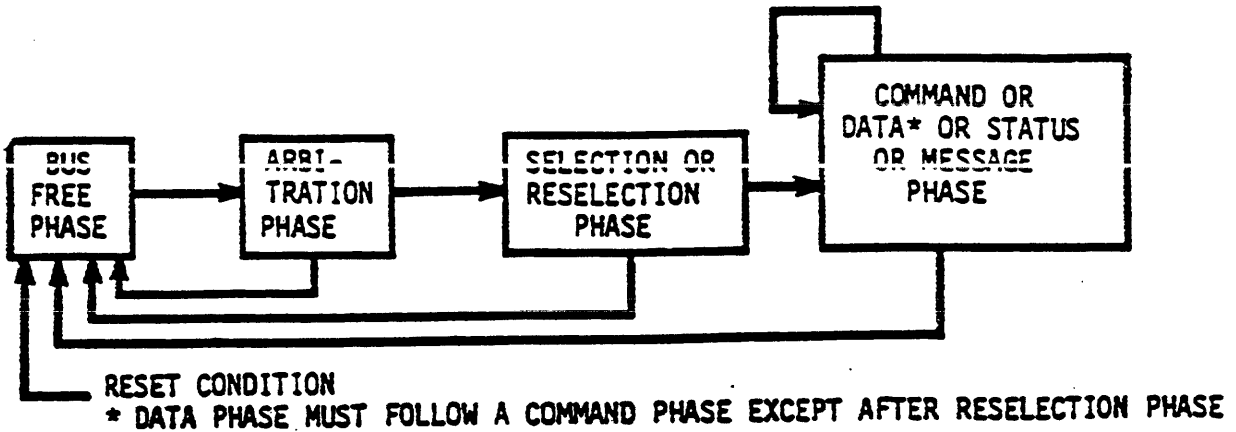 BUS
FREE
PHASE
ARBI-
TRATION
PHASE
SELECTION OR
RESELECTION
PHASE
COMMAND OR
DATA* OR STATUS
OR MESSAGE
PHASE
RESET CONDITION
* DATA PHASE MUST FOLLOW A COMMAND PHASE EXCEPT AFTER RESELECTION PHASE